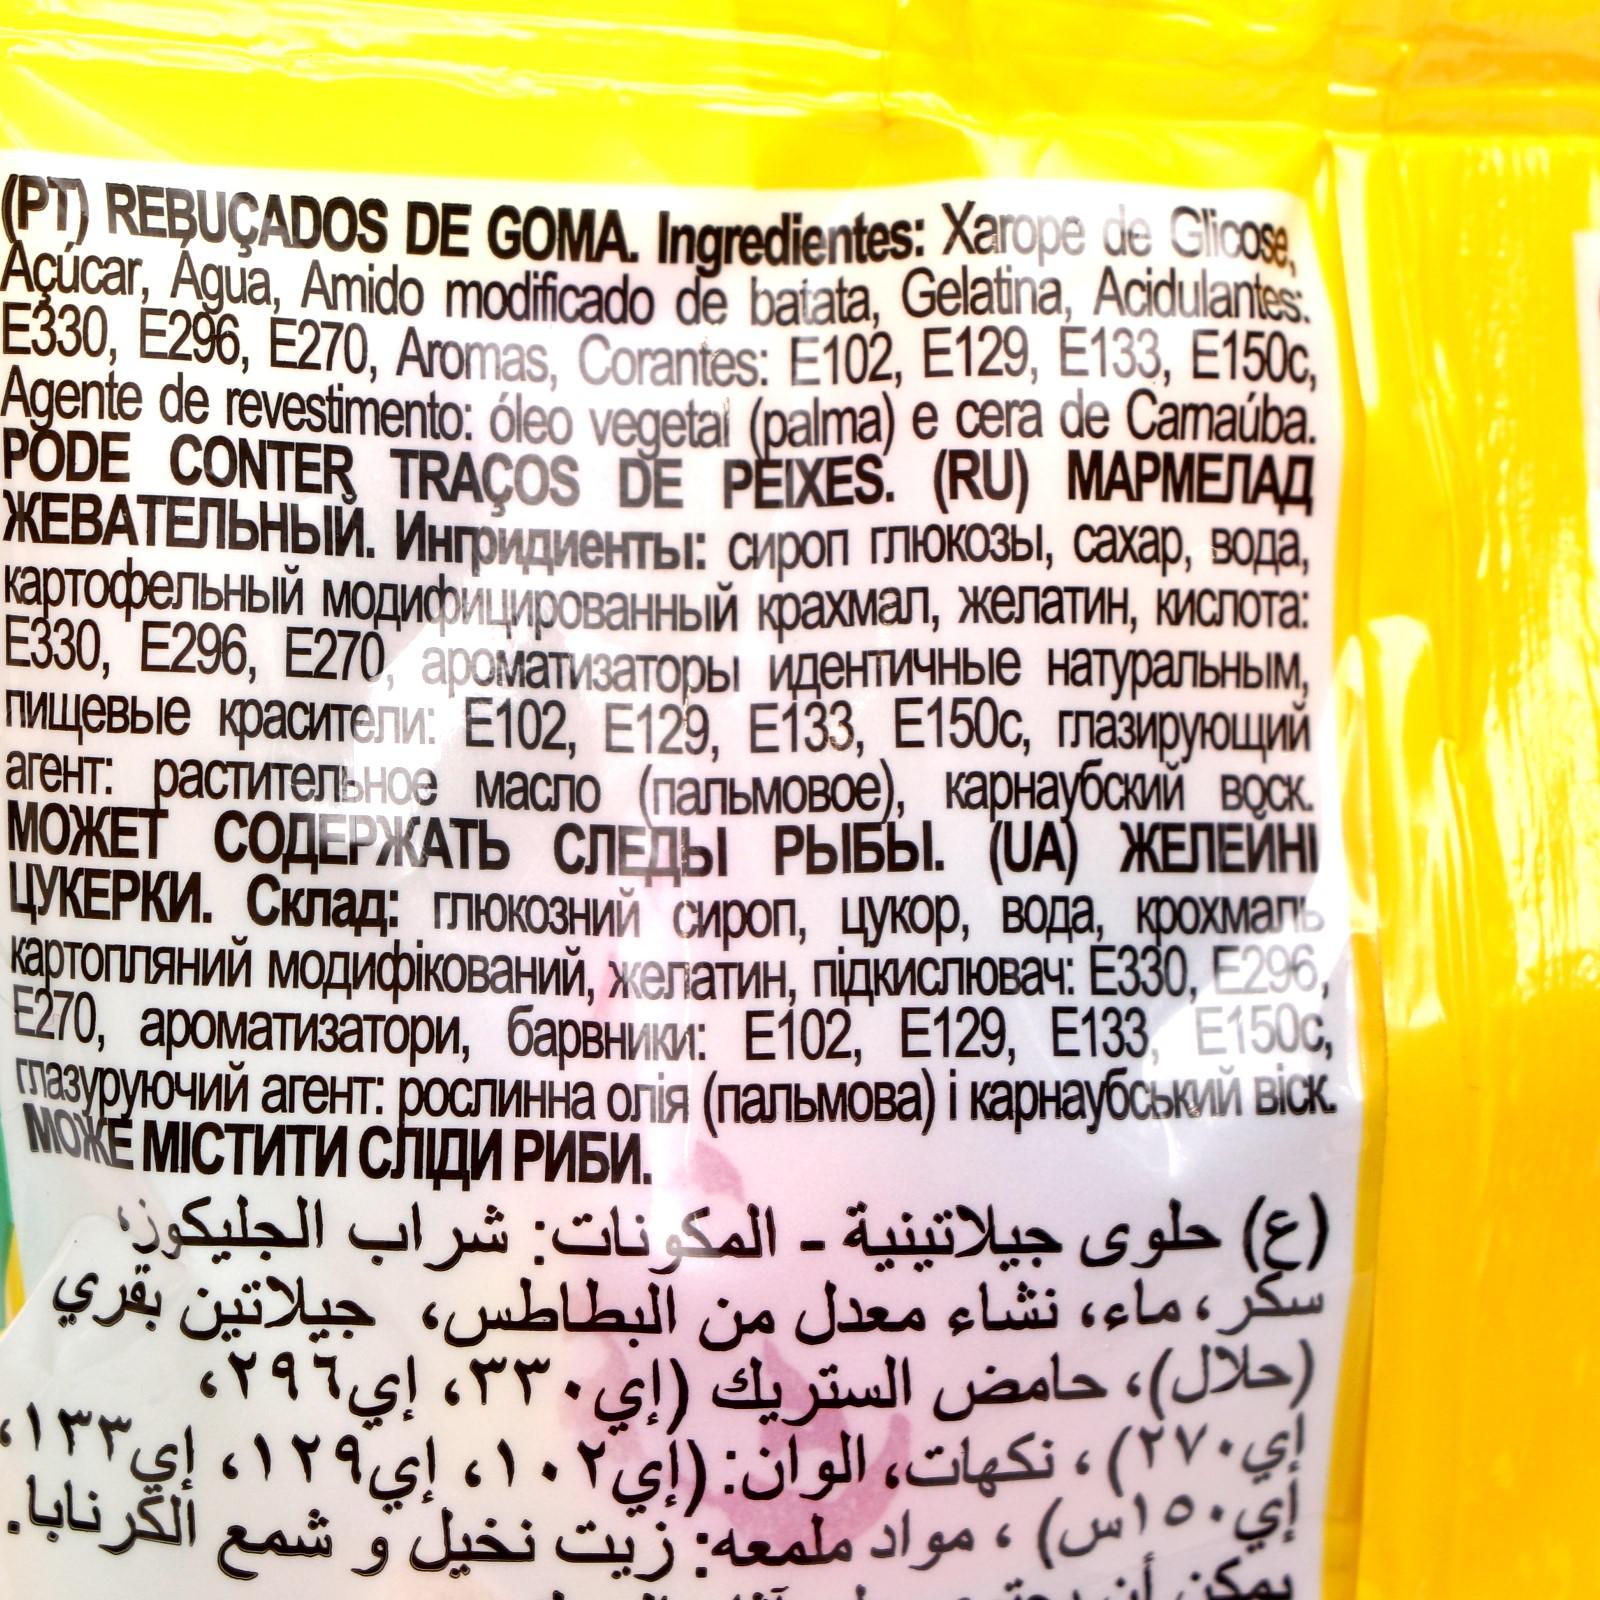 (PT) REBUÇADOS DE GOMA. Ingredientes: Xarope de Glicose,
Açúcar, Água, Amido modificado de batata, Gelatina, Acidulantes:
E330, E296, E270, Aromas, Corantes: E102, E129, E133, E150c,
Agente de revestimento: óleo vegetal (palma) e cera de Carnaúba.
PODE CONTER TRAÇOS DE PEIXES. (RU) МАРМЕЛАД
ЖЕВАТЕЛЬНЫЙ. Ингридиенты: сироп глюкозы, сахар, вода,
картофельный модифицированный крахмал, желатин, кислота:
E330, E296, E270, ароматизаторы идентичные натуральным,
пищевые красители: E102, E129, E133, E150c, глазирующий
агент: растительное масло (пальмовое), карнаубский воск.
МОЖЕТ СОДЕРЖАТЬ СЛЕДЫ РЫБЫ. (UA) ЖЕЛЕЙНІ
ЦУКЕРКИ. Склад: глюкозний сироп, цукор, вода, крохмаль
картопляний модифікований, желатин, підкислювач: E330, E296,
E270, ароматизатори, барвники: E102, E129, E133, E150c,
глазуруючий агент: рослинна олія (пальмова) і карнаубський віск.
МОЖЕ МІСТИТИ СЛІДИ РИБИ.
(ع) حلوى جيلاتينية - المكونات: شراب الجليكوز،
سكر، ماء، نشاء معدل من البطاطس، جيلاتين بقري
(حلال)، حامض الستريك (إي٣٣٠، إي٢٩٦،
إي٢٧٠)، نكهات، الوان: (إي١٠٢، إي١٢٩، إي١٣٣،
إي١٥٠س)، مواد ملمعه: زيت نخيل و شمع الكرنابا.
يمكن أن